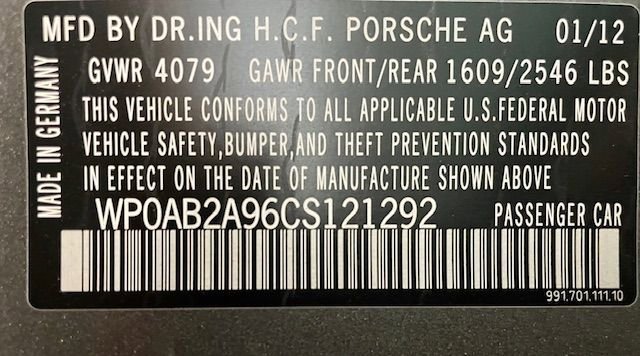 MFD BY DR.ING H.C.F. PORSCHE AG 01/12
GVWR 4079 GAWR FRONT/REAR 1609/2546 LBS
THIS VEHICLE CONFORMS TO ALL APPLICABLE U.S.FEDERAL MOTOR
VEHICLE SAFETY,BUMPER,AND THEFT PREVENTION STANDARDS
IN EFFECT ON THE DATE OF MANUFACTURE SHOWN ABOVE
MADE IN GERMANY
WP0AB2A96CS121292 PASSENGER CAR
991.701.111.10